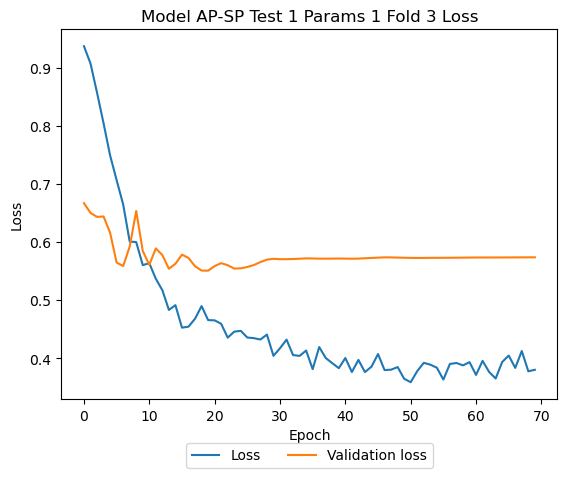 Model AP-SP Test 1 Params 1 Fold 3 Loss
Loss
0.9
0.8
0.7
0.6
0.5
0.4
0 10 20 30 40 50 60 70
Epoch
Loss Validation loss